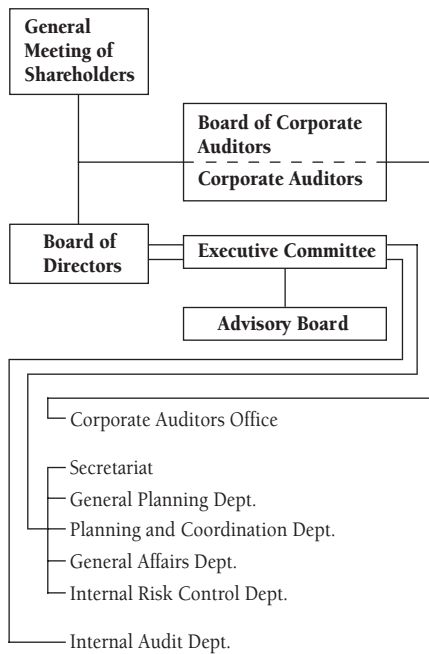 General
Meeting of
Shareholders
Board of Corporate
Auditors
Corporate Auditors
Board of
Directors
Executive Committee
Advisory Board
Corporate Auditors Office
Secretariat
General Planning Dept.
Planning and Coordination Dept.
General Affairs Dept.
Internal Risk Control Dept.
Internal Audit Dept.